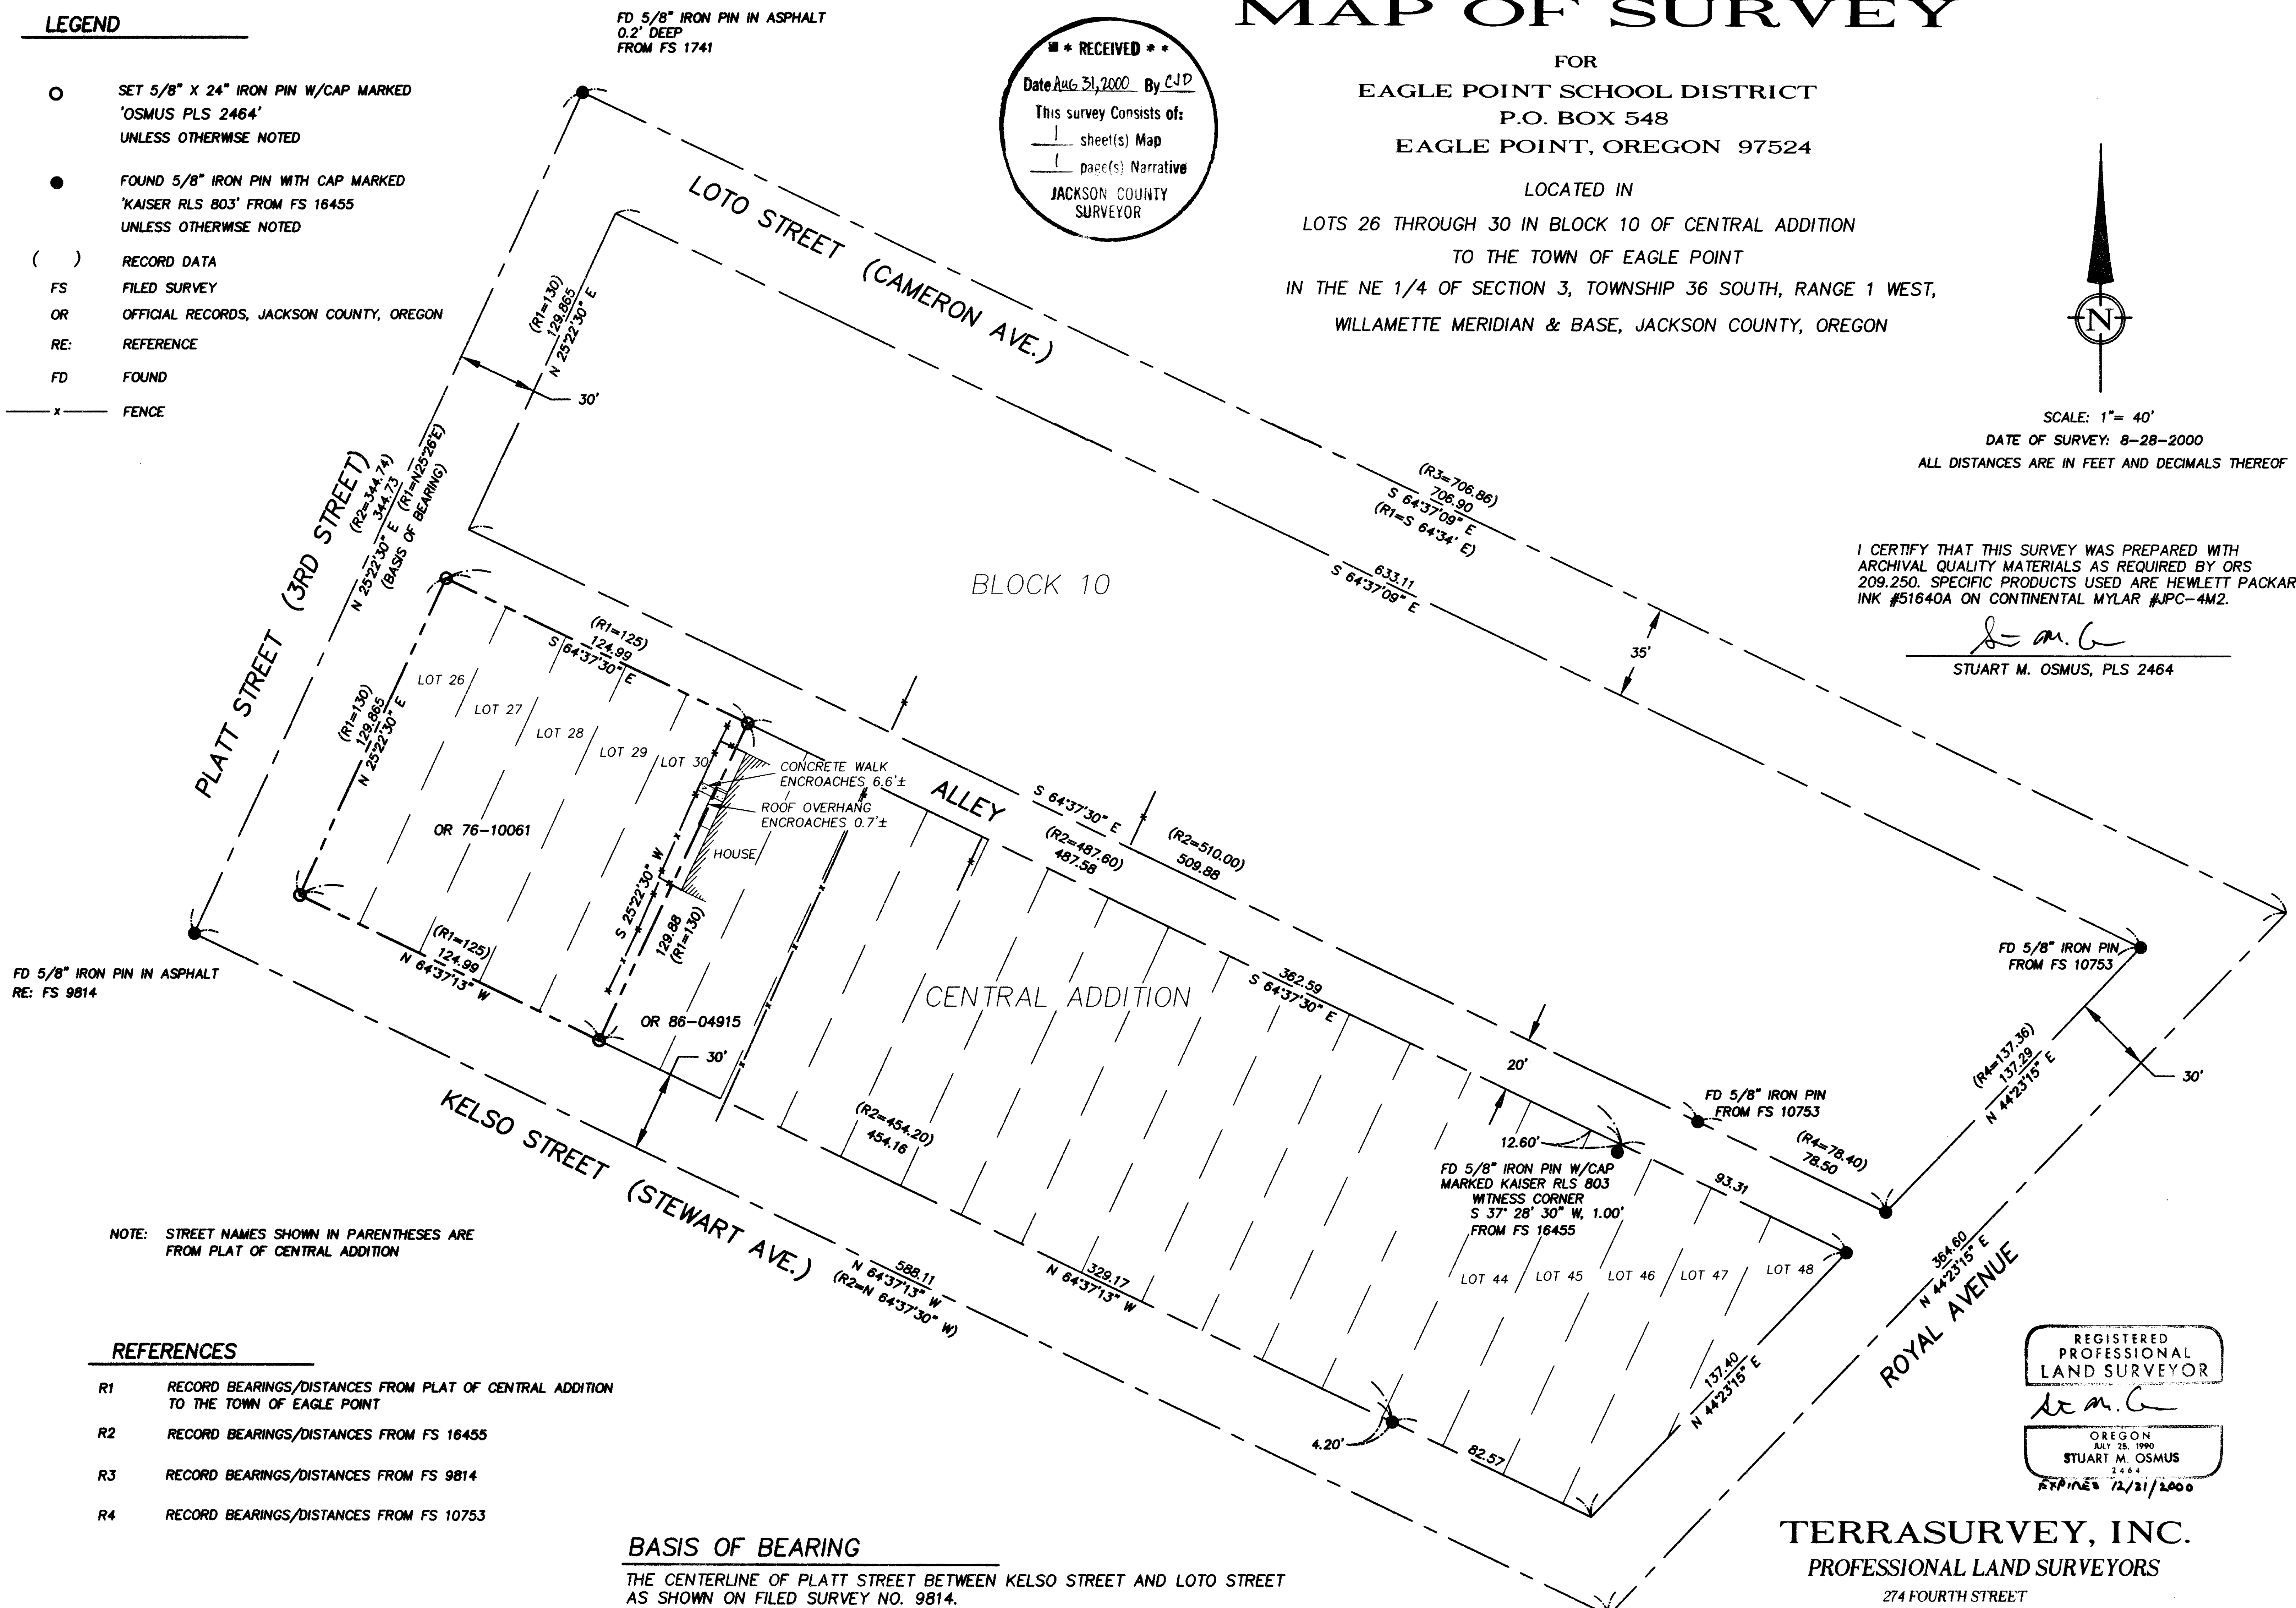 LEGEND
SET 5/8" X 24" IRON PIN W/CAP MARKED
'OSMUS PLS 2464'
UNLESS OTHERWISE NOTED
FOUND 5/8" IRON PIN WITH CAP MARKED
'KAISER RLS 803' FROM FS 16455
UNLESS OTHERWISE NOTED
( ) RECORD DATA
FS FILED SURVEY
OR OFFICIAL RECORDS, JACKSON COUNTY, OREGON
RE: REFERENCE
FD FOUND
x FENCE
FD 5/8" IRON PIN IN ASPHALT
0.2' DEEP
FROM FS 1741
* RECEIVED * *
Date Aug 31, 2000 By CJD
This survey Consists of:
1 sheet(s) Map
1 page(s) Narrative
JACKSON COUNTY
SURVEYOR
MAP OF SURVEY
FOR
EAGLE POINT SCHOOL DISTRICT
P.O. BOX 548
EAGLE POINT, OREGON 97524
LOCATED IN
LOTS 26 THROUGH 30 IN BLOCK 10 OF CENTRAL ADDITION
TO THE TOWN OF EAGLE POINT
IN THE NE 1/4 OF SECTION 3, TOWNSHIP 36 SOUTH, RANGE 1 WEST,
WILLAMETTE MERIDIAN & BASE, JACKSON COUNTY, OREGON
N
SCALE: 1"= 40'
DATE OF SURVEY: 8-28-2000
ALL DISTANCES ARE IN FEET AND DECIMALS THEREOF
I CERTIFY THAT THIS SURVEY WAS PREPARED WITH
ARCHIVAL QUALITY MATERIALS AS REQUIRED BY ORS
209.250. SPECIFIC PRODUCTS USED ARE HEWLETT PACKAR
INK #51640A ON CONTINENTAL MYLAR #JPC-4M2.
STUART M. OSMUS, PLS 2464
LOTO STREET (CAMERON AVE.)
(R1=130)
129.865
N 25°22'30" E
30'
(R3=706.86)
706.90
S 64°37'09" E
(R1=S 64°34' E)
633.11
S 64°37'09" E
35'
PLATT STREET (3RD STREET)
(R2=344.74)
344.73
N 25°22'30" E (R1=N25°26'E)
(BASIS OF BEARING)
BLOCK 10
(R1=125)
124.99
S 64°37'30" E
(R1=130)
129.865
N 25°22'30" E
LOT 26
LOT 27
LOT 28
LOT 29
LOT 30
CONCRETE WALK
ENCROACHES 6.6'±
ROOF OVERHANG
ENCROACHES 0.7'±
HOUSE
OR 76-10061
S 25°22'30" W
129.88
(R1=130)
ALLEY
S 64°37'30" E
(R2=487.60)
487.58
(R2=510.00)
509.88
(R1=125)
124.99
N 64°37'13" W
FD 5/8" IRON PIN IN ASPHALT
RE: FS 9814
OR 86-04915
30'
CENTRAL ADDITION
362.59
S 64°37'30" E
20'
FD 5/8" IRON PIN
FROM FS 10753
30'
(R4=137.36)
137.29
N 44°23'15" E
FD 5/8" IRON PIN
FROM FS 10753
(R4=78.40)
78.50
12.60'
FD 5/8" IRON PIN W/CAP
MARKED KAISER RLS 803
WITNESS CORNER
S 37° 28' 30" W, 1.00'
FROM FS 16455
93.31
KELSO STREET (STEWART AVE.)
(R2=454.20)
454.16
588.11
N 64°37'13" W
(R2=N 64°37'30" W)
329.17
N 64°37'13" W
LOT 44
LOT 45
LOT 46
LOT 47
LOT 48
4.20'
82.57
137.40
N 44°23'15" E
364.60
N 44°23'15" E
ROYAL AVENUE
NOTE: STREET NAMES SHOWN IN PARENTHESES ARE
FROM PLAT OF CENTRAL ADDITION
REFERENCES
R1 RECORD BEARINGS/DISTANCES FROM PLAT OF CENTRAL ADDITION
TO THE TOWN OF EAGLE POINT
R2 RECORD BEARINGS/DISTANCES FROM FS 16455
R3 RECORD BEARINGS/DISTANCES FROM FS 9814
R4 RECORD BEARINGS/DISTANCES FROM FS 10753
BASIS OF BEARING
THE CENTERLINE OF PLATT STREET BETWEEN KELSO STREET AND LOTO STREET
AS SHOWN ON FILED SURVEY NO. 9814.
REGISTERED
PROFESSIONAL
LAND SURVEYOR
OREGON
JULY 25, 1990
STUART M. OSMUS
2464
EXPIRES 12/31/2000
TERRASURVEY, INC.
PROFESSIONAL LAND SURVEYORS
274 FOURTH STREET